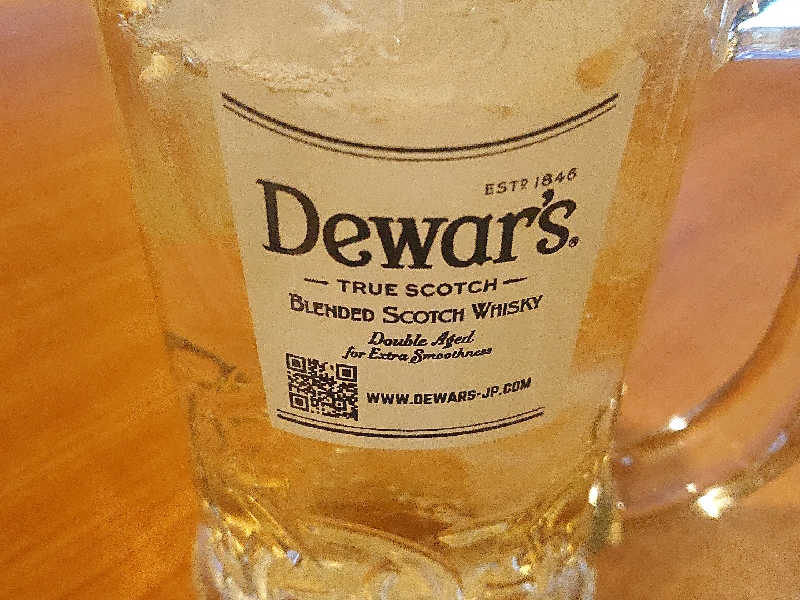 ESTD 1846
Dewar's®
TRUE SCOTCH
BLENDED SCOTCH WHISKY
Double Aged
for Extra Smoothness
WWW.DEWARS-JP.COM